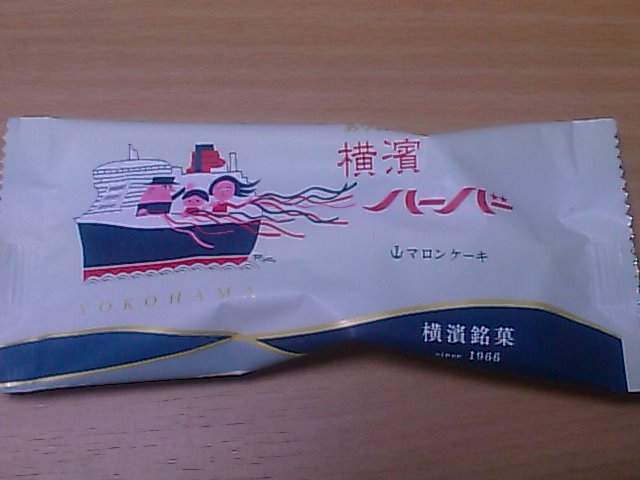 横濱
ハーバー
マロンケーキ
YOKOHAMA
横濱銘菓
since 1966